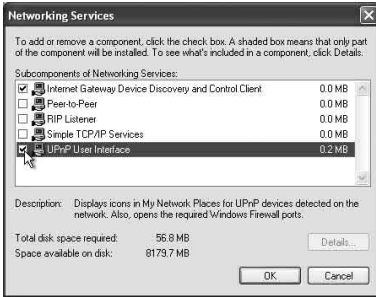 Networking Services
To add or remove a component, click the check box. A shaded box means that only part
of the component will be installed. To see what's included in a component, click Details.
Subcomponents of Networking Services:
Internet Gateway Device Discovery and Control Client 0.0 MB
Peer-to-Peer 0.0 MB
RIP Listener 0.0 MB
Simple TCP/IP Services 0.0 MB
UPnP User Interface 0.2 MB
Description: Displays icons in My Network Places for UPnP devices detected on the
network. Also, opens the required Windows Firewall ports.
Total disk space required: 56.8 MB
Space available on disk: 8179.7 MB
Details...
OK Cancel